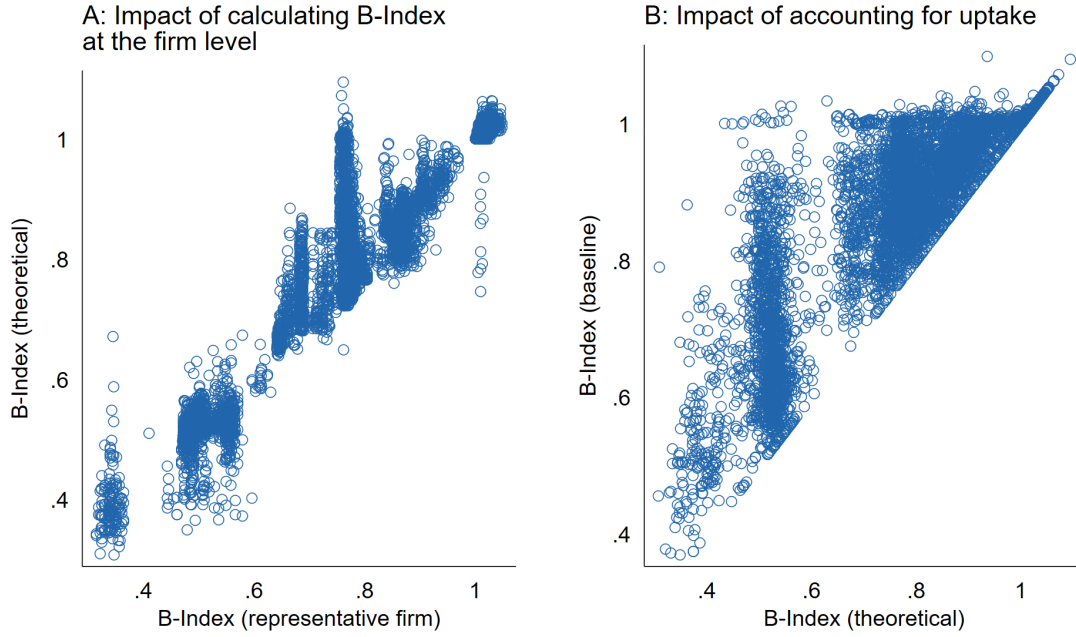 A: Impact of calculating B-Index
at the firm level
B-Index (theoretical)
1
.8
.6
.4
.4
.6
.8
1
B-Index (representative firm)
B: Impact of accounting for uptake
B-Index (baseline)
1
.8
.6
.4
.4
.6
.8
1
B-Index (theoretical)